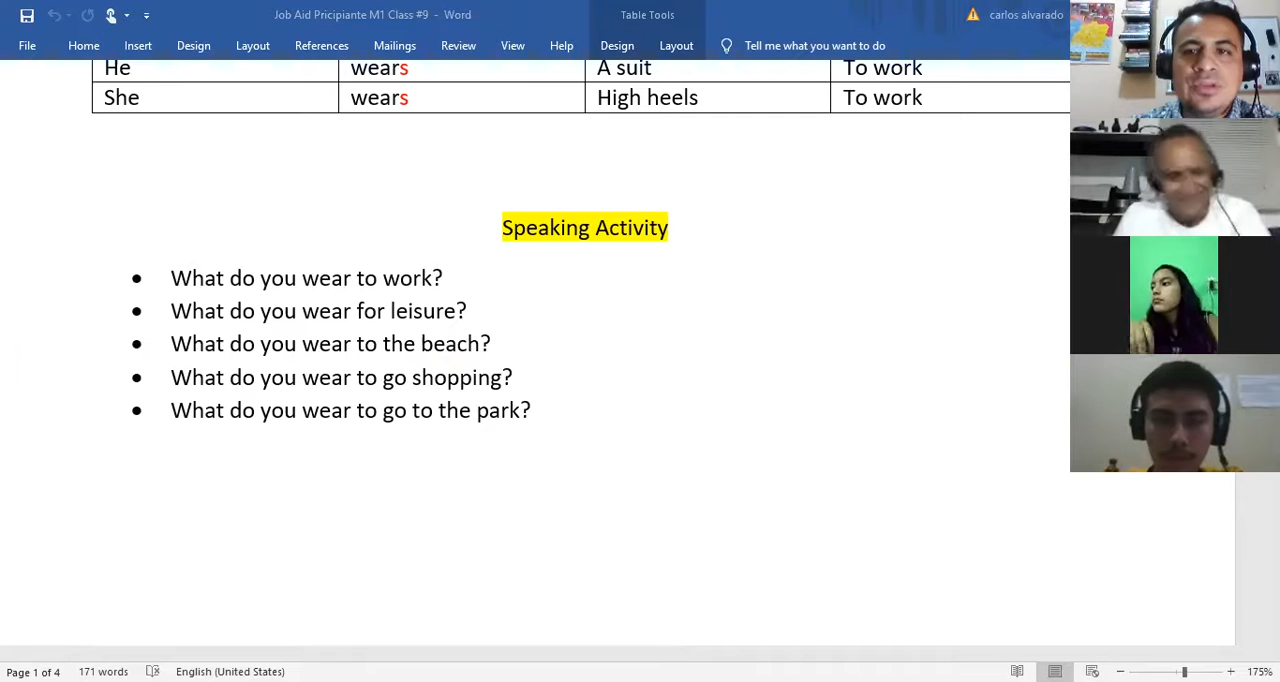 Job Aid Pricipiante M1 Class #9 - Word
Table Tools
carlos alvarado
File Home Insert Design Layout References Mailings Review View Help Design Layout Tell me what you want to do
He wears A suit To work
She wears High heels To work
Speaking Activity
• What do you wear to work?
• What do you wear for leisure?
• What do you wear to the beach?
• What do you wear to go shopping?
• What do you wear to go to the park?
Page 1 of 4 171 words English (United States) 175%